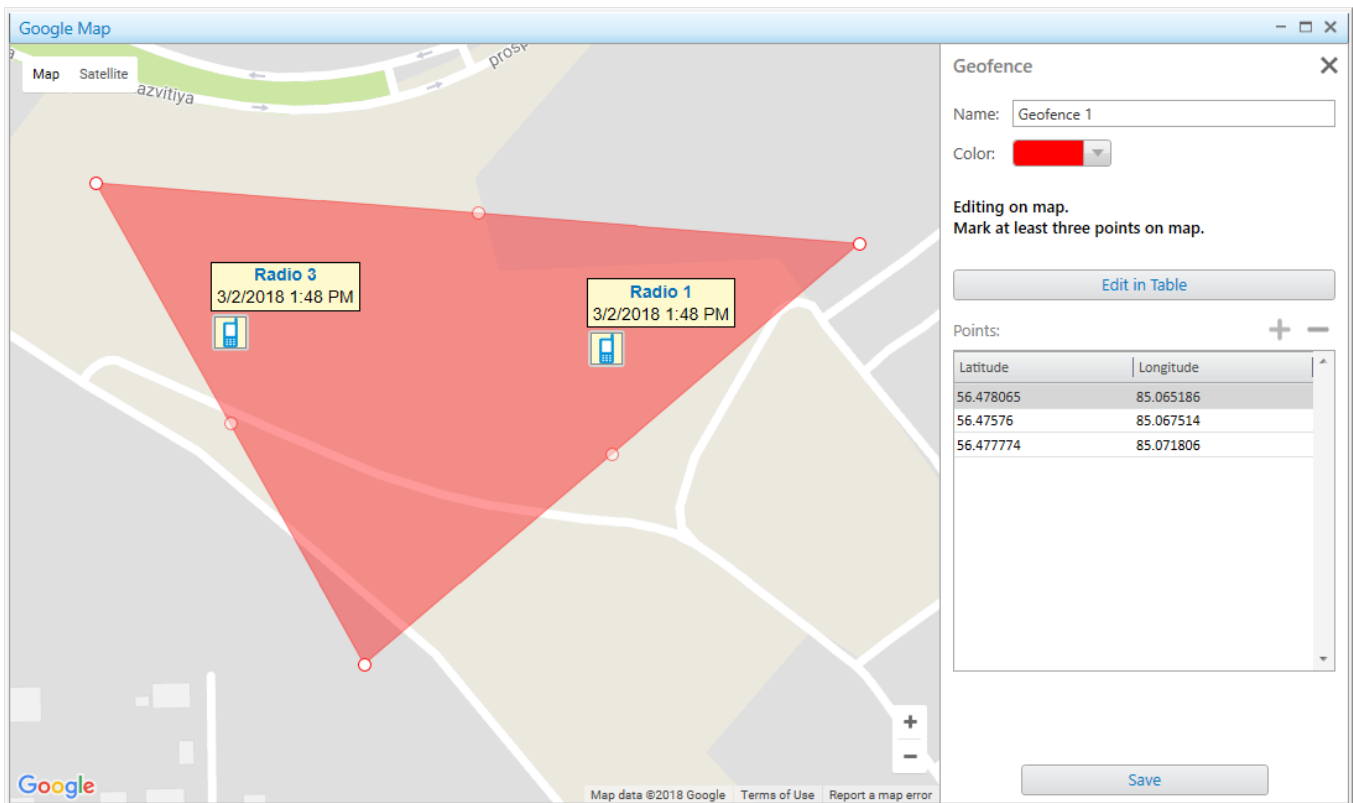 Google Map
Map Satellite
azvitiya
prosp
Radio 3
3/2/2018 1:48 PM
Radio 1
3/2/2018 1:48 PM
Google
Map data ©2018 Google Terms of Use Report a map error
Geofence
Name: Geofence 1
Color:
Editing on map.
Mark at least three points on map.
Edit in Table
Points:
Latitude Longitude
56.478065 85.065186
56.47576 85.067514
56.477774 85.071806
Save